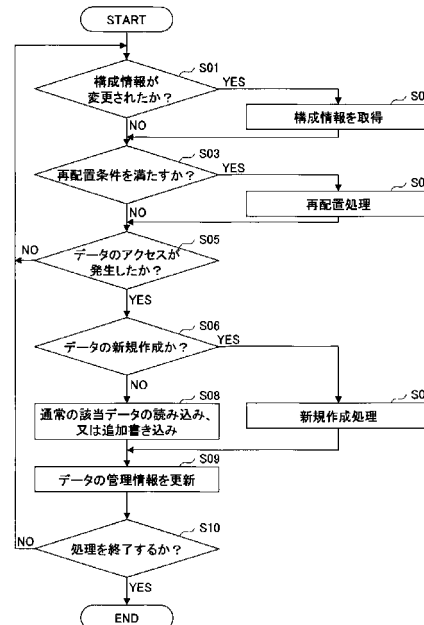 START
S01
構成情報が
変更されたか？
YES
S0
構成情報を取得
NO
S03
再配置条件を満たすか？
YES
S0
再配置処理
NO
S05
データのアクセスが
発生したか？
NO
YES
S06
データの新規作成か？
YES
NO
S08
通常の該当データの読み込み、
又は追加書き込み
S0
新規作成処理
S09
データの管理情報を更新
S10
処理を終了するか？
NO
YES
END